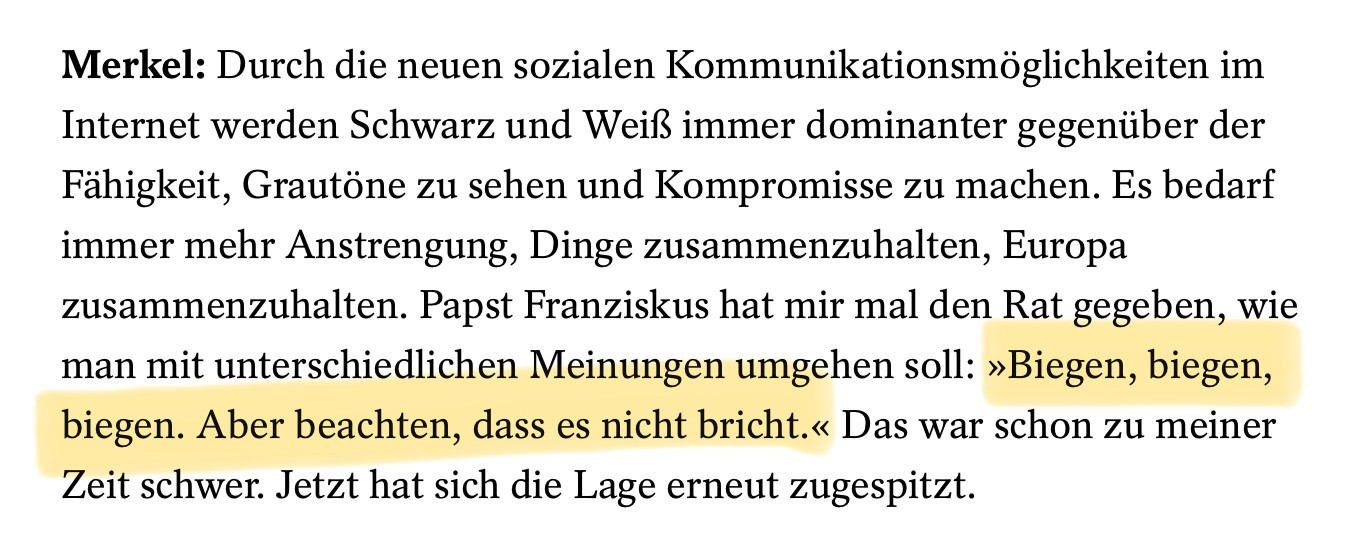 Merkel: Durch die neuen sozialen Kommunikationsmöglichkeiten im
Internet werden Schwarz und Weiß immer dominanter gegenüber der
Fähigkeit, Grautöne zu sehen und Kompromisse zu machen. Es bedarf
immer mehr Anstrengung, Dinge zusammenzuhalten, Europa
zusammenzuhalten. Papst Franziskus hat mir mal den Rat gegeben, wie
man mit unterschiedlichen Meinungen umgehen soll: »Biegen, biegen,
biegen. Aber beachten, dass es nicht bricht.« Das war schon zu meiner
Zeit schwer. Jetzt hat sich die Lage erneut zugespitzt.